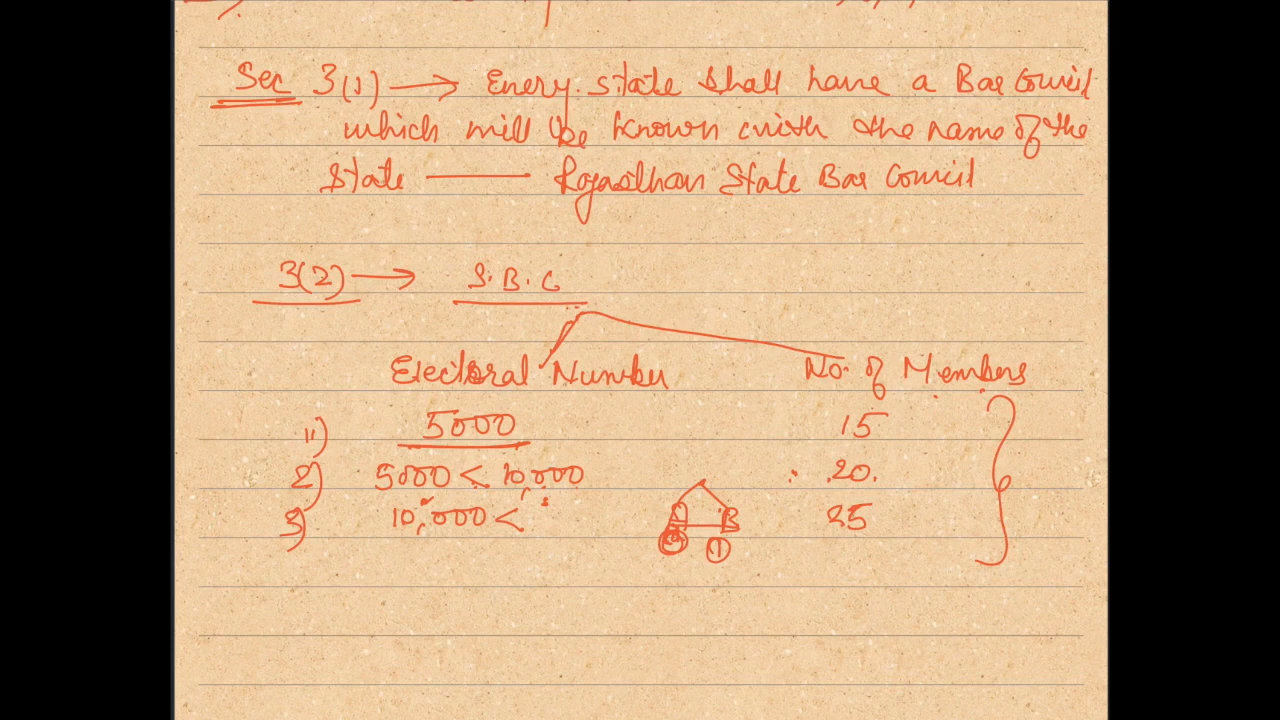 Sec 3(1) → Every state shall have a Bar Council
which will be known with the name of the
State — Rajasthan State Bar Council
3(2) → S.B.C
Electoral Number No. of Members
1) 5000 15
2) 5000 < 10,000 20.
3) 10,000 < 25
B
1